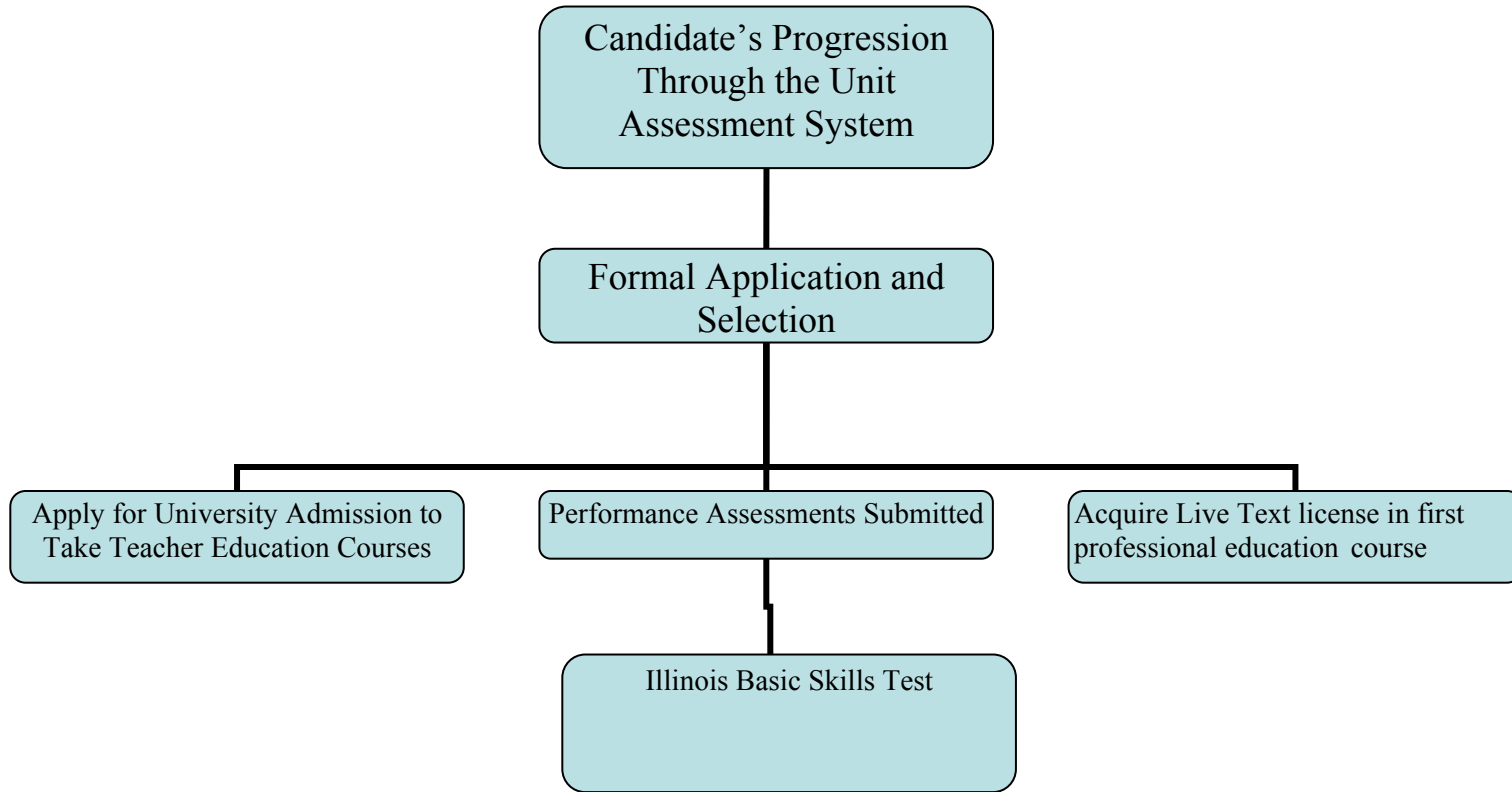 Candidate’s Progression
Through the Unit
Assessment System
Formal Application and
Selection
Apply for University Admission to
Take Teacher Education Courses
Performance Assessments Submitted
Acquire Live Text license in first
professional education course
Illinois Basic Skills Test